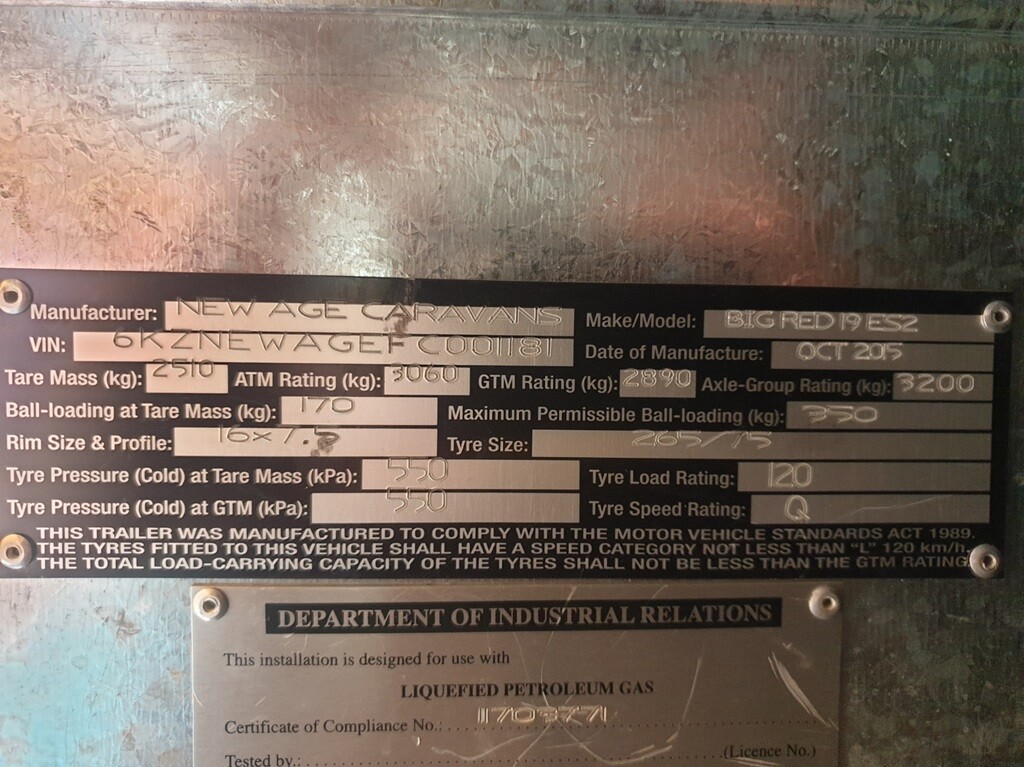 Manufacturer: NEW AGE CARAVANS Make/Model: BIG RED 19 ES2
VIN: 6KZNEWAGEFC001181 Date of Manufacture: OCT 2015
Tare Mass (kg): 2510 ATM Rating (kg): 3060 GTM Rating (kg): 2890 Axle-Group Rating (kg): 3200
Ball-loading at Tare Mass (kg): 170 Maximum Permissible Ball-loading (kg): 350
Rim Size & Profile: 16x7.5 Tyre Size: 265/75
Tyre Pressure (Cold) at Tare Mass (kPa): 550 Tyre Load Rating: 120
Tyre Pressure (Cold) at GTM (kPa): 550 Tyre Speed Rating: Q
THIS TRAILER WAS MANUFACTURED TO COMPLY WITH THE MOTOR VEHICLE STANDARDS ACT 1989.
THE TYRES FITTED TO THIS VEHICLE SHALL HAVE A SPEED CATEGORY NOT LESS THAN "L" 120 km/h.
THE TOTAL LOAD-CARRYING CAPACITY OF THE TYRES SHALL NOT BE LESS THAN THE GTM RATING
DEPARTMENT OF INDUSTRIAL RELATIONS
This installation is designed for use with
LIQUEFIED PETROLEUM GAS
Certificate of Compliance No.: 11703771
Tested by.: (Licence No.)